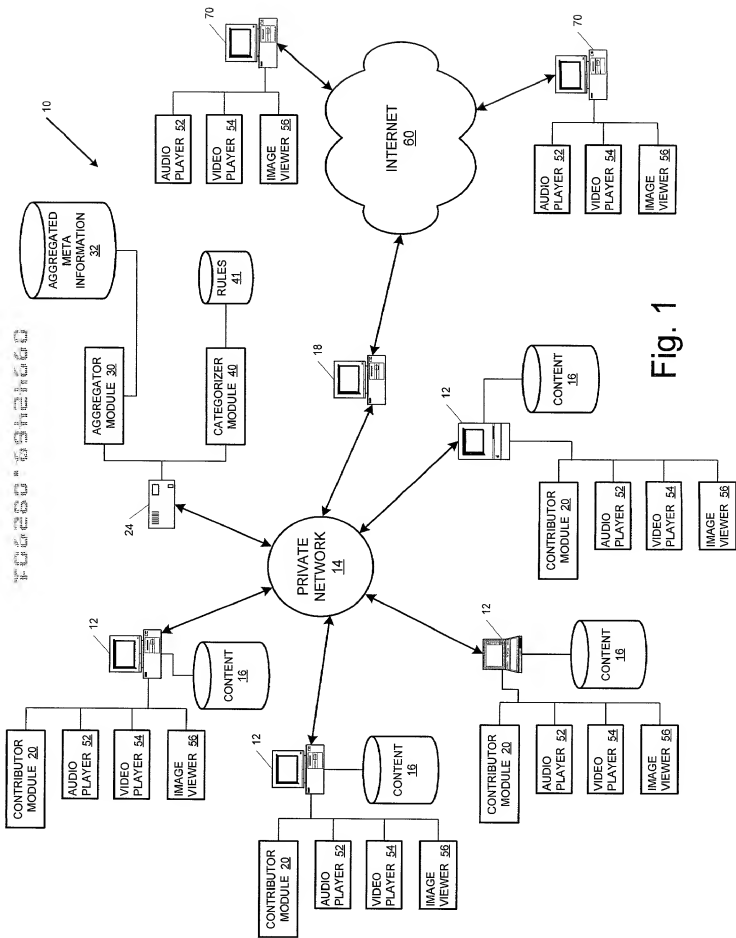 10
70
AUDIO
PLAYER 52
VIDEO
PLAYER 54
IMAGE
VIEWER 56
INTERNET
60
70
AUDIO
PLAYER 52
VIDEO
PLAYER 54
IMAGE
VIEWER 56
AGGREGATED
META
INFORMATION
32
RULES
41
AGGREGATOR
MODULE 30
CATEGORIZER
MODULE 40
24
18
PRIVATE
NETWORK
14
12
CONTENT
16
CONTRIBUTOR
MODULE 20
AUDIO
PLAYER 52
VIDEO
PLAYER 54
IMAGE
VIEWER 56
12
CONTENT
16
CONTRIBUTOR
MODULE 20
AUDIO
PLAYER 52
VIDEO
PLAYER 54
IMAGE
VIEWER 56
12
CONTENT
16
CONTRIBUTOR
MODULE 20
AUDIO
PLAYER 52
VIDEO
PLAYER 54
IMAGE
VIEWER 56
12
CONTENT
16
CONTRIBUTOR
MODULE 20
AUDIO
PLAYER 52
VIDEO
PLAYER 54
IMAGE
VIEWER 56
Fig. 1